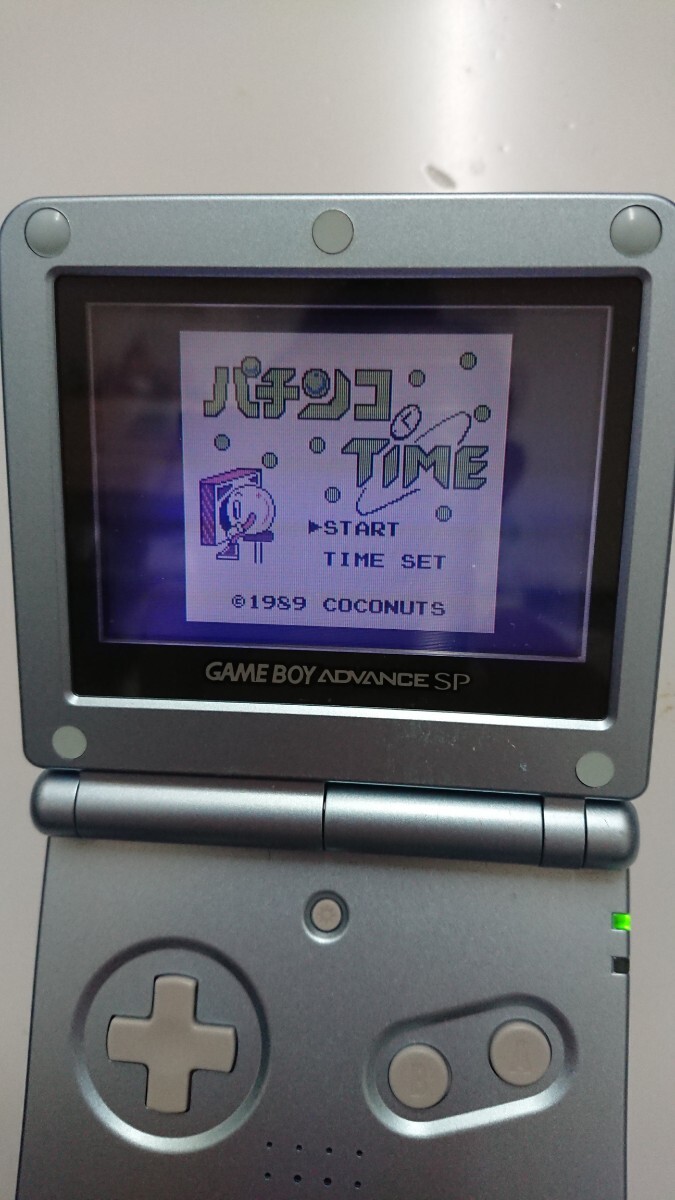 パチンコ
TIME
▶START
TIME SET
©1989 COCONUTS
GAME BOY ADVANCE SP
B A